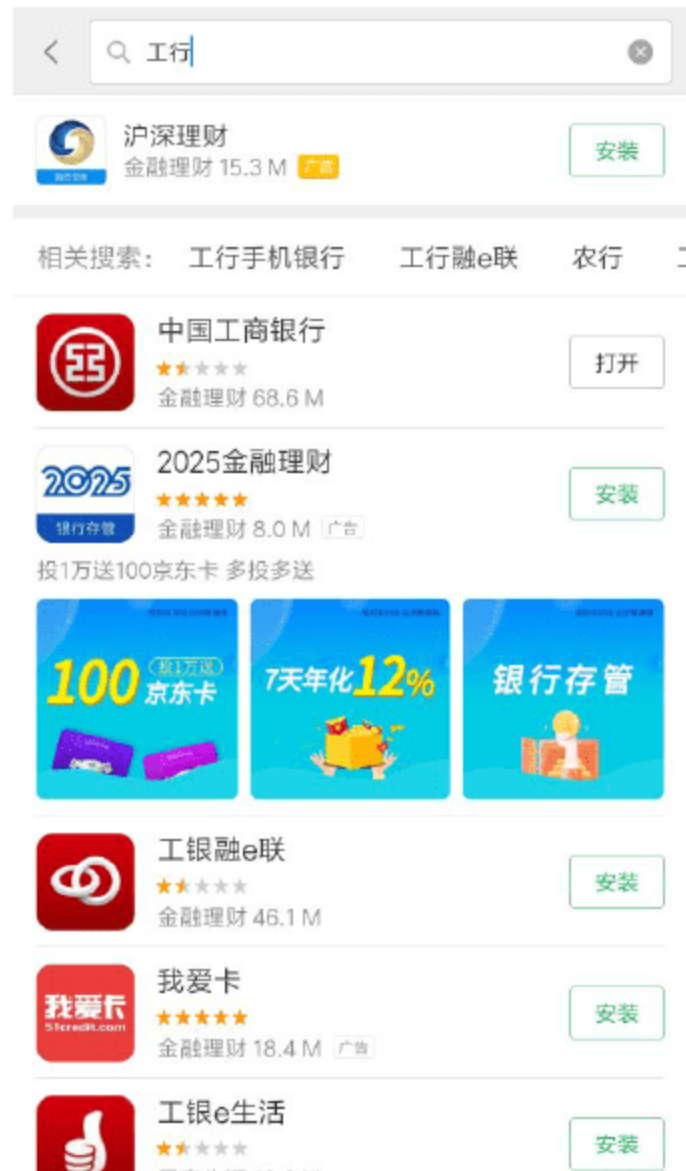 工行
沪深理财
金融理财 15.3 M 广告
安装
相关搜索： 工行手机银行 工行融e联 农行
中国工商银行
金融理财 68.6 M
打开
2025
银行存管
2025金融理财
金融理财 8.0 M 广告
安装
投1万送100京东卡 多投多送
100 投1万送
京东卡
7天年化12%
银行存管
工银融e联
金融理财 46.1 M
安装
我爱卡
51credit.com
我爱卡
金融理财 18.4 M 广告
安装
工银e生活
安装